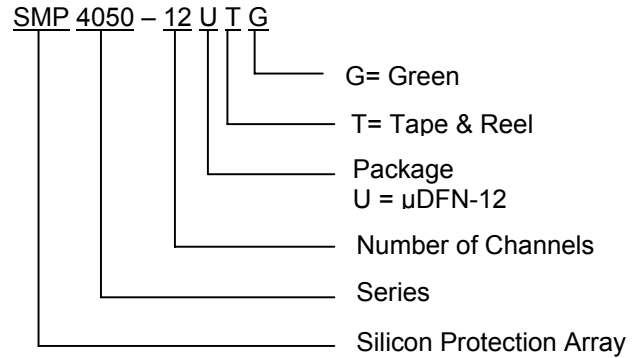 SMP 4050 – 12 U T G
G= Green
T= Tape & Reel
Package
U = µDFN-12
Number of Channels
Series
Silicon Protection Array